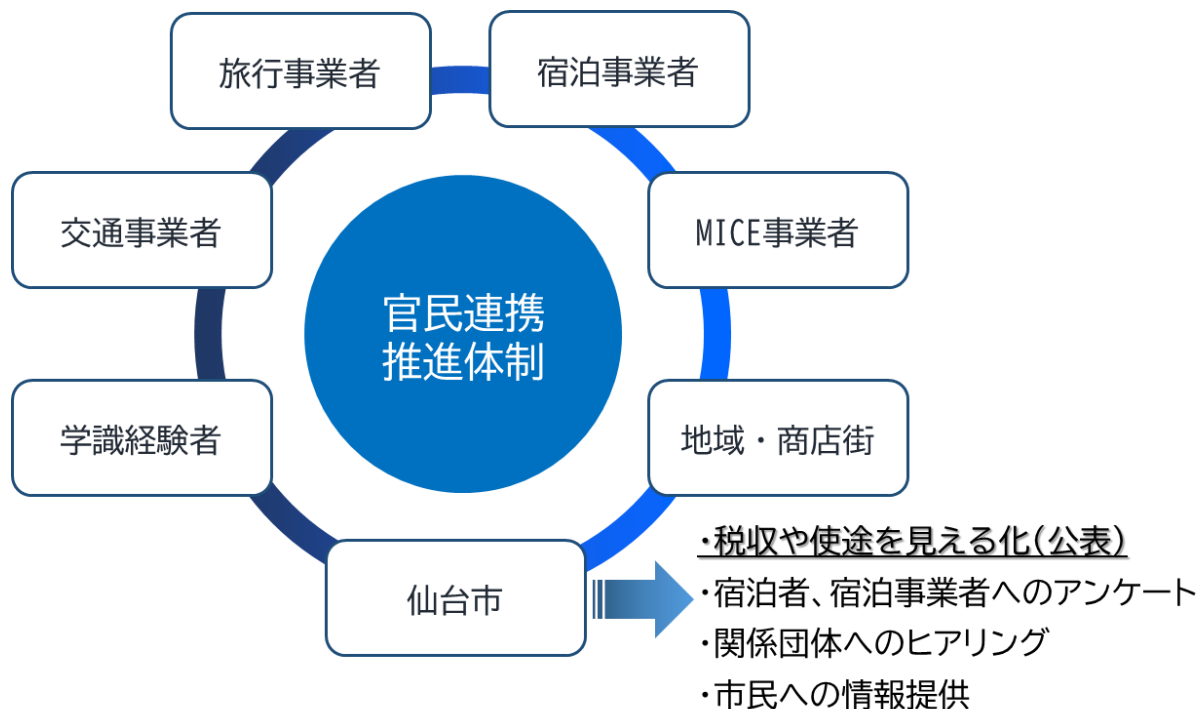 旅行事業者
宿泊事業者
交通事業者
MICE事業者
官民連携
推進体制
学識経験者
地域・商店街
仙台市
・税収や使途を見える化（公表）
・宿泊者、宿泊事業者へのアンケート
・関係団体へのヒアリング
・市民への情報提供